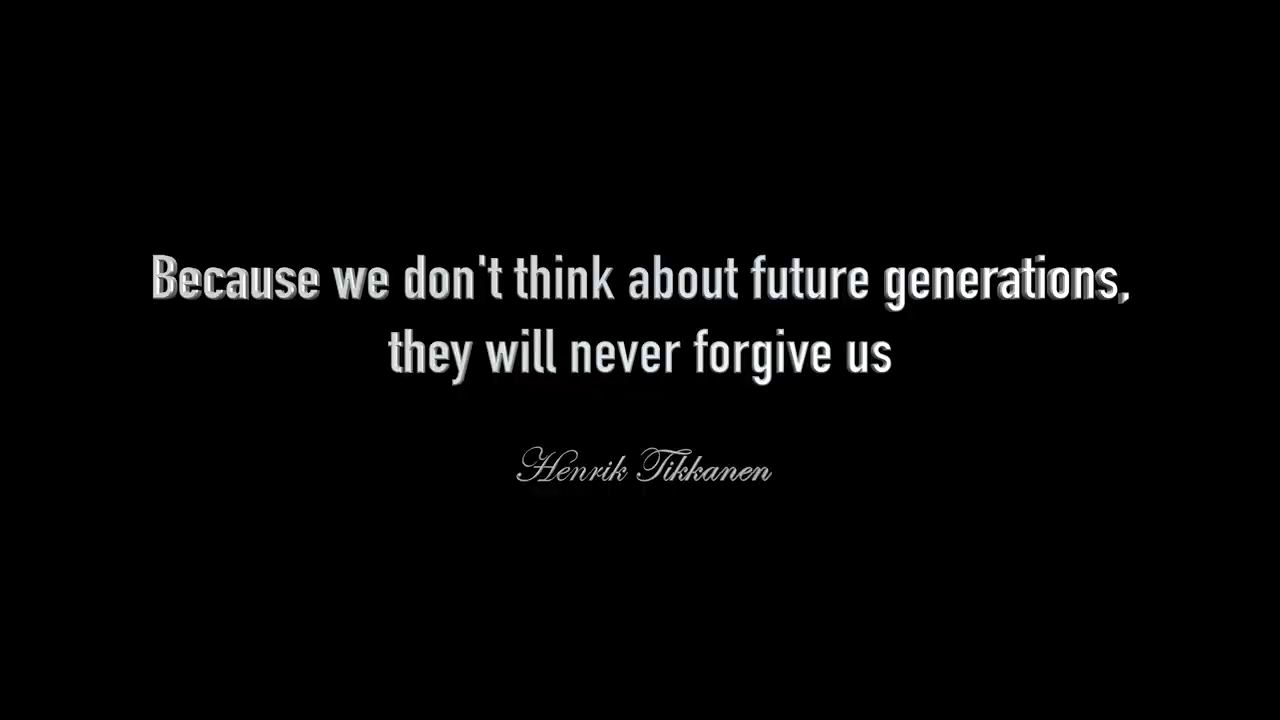 Because we don't think about future generations,
they will never forgive us
Henrik Tikkanen